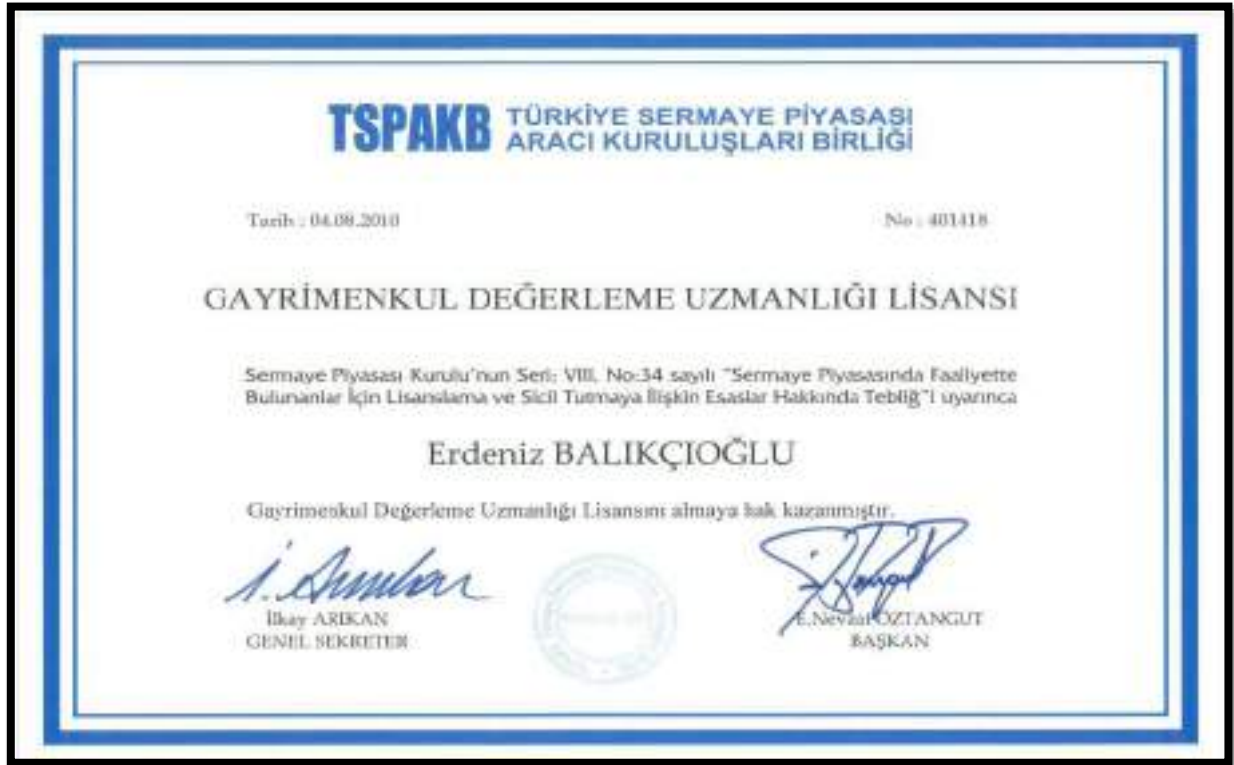 TSPAKB TÜRKİYE SERMAYE PİYASASI
ARACI KURULUŞLARI BİRLİĞİ
Tarih : 04.08.2010 No : 401418
GAYRİMENKUL DEĞERLEME UZMANLIĞI LİSANSI
Sermaye Piyasası Kurulu'nun Seri: VIII, No:34 sayılı "Sermaye Piyasasında Faaliyette
Bulunanlar İçin Lisanslama ve Sicil Tutmaya İlişkin Esaslar Hakkında Tebliğ"i uyarınca
Erdeniz BALIKÇIOĞLU
Gayrimenkul Değerleme Uzmanlığı Lisansını almaya hak kazanmıştır.
İlkay ARIKAN E.Nevzat ÖZTANGUT
GENEL SEKRETER BAŞKAN